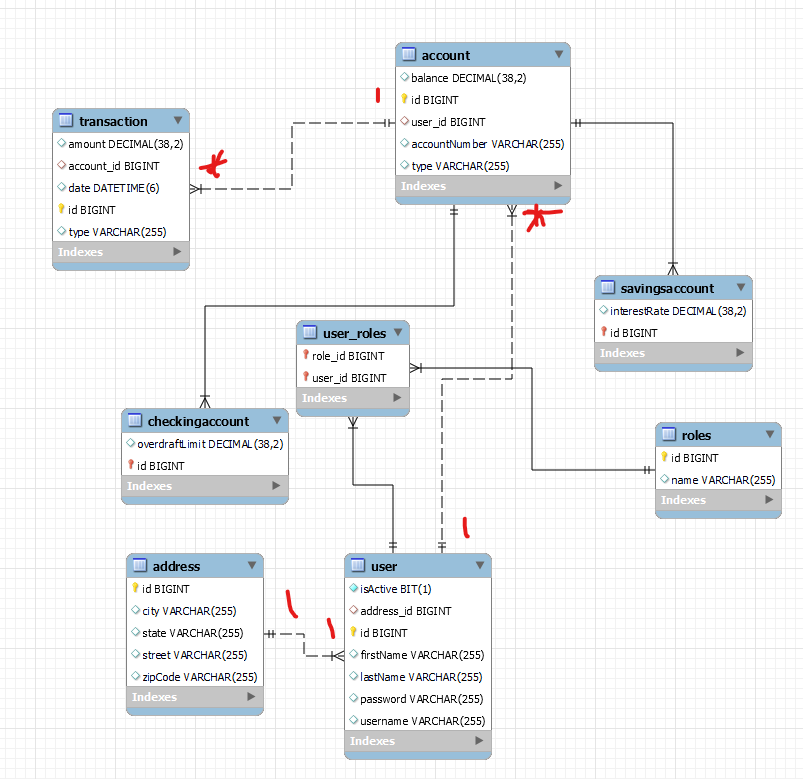 account
balance DECIMAL(38,2)
id BIGINT
user_id BIGINT
accountNumber VARCHAR(255)
type VARCHAR(255)
Indexes
1
transaction
amount DECIMAL(38,2)
account_id BIGINT
date DATETIME(6)
id BIGINT
type VARCHAR(255)
Indexes
*
*
savingsaccount
interestRate DECIMAL(38,2)
id BIGINT
Indexes
user_roles
role_id BIGINT
user_id BIGINT
Indexes
checkingaccount
overdraftLimit DECIMAL(38,2)
id BIGINT
Indexes
roles
id BIGINT
name VARCHAR(255)
Indexes
1
address
id BIGINT
city VARCHAR(255)
state VARCHAR(255)
street VARCHAR(255)
zipCode VARCHAR(255)
Indexes
1
1
user
isActive BIT(1)
address_id BIGINT
id BIGINT
firstName VARCHAR(255)
lastName VARCHAR(255)
password VARCHAR(255)
username VARCHAR(255)
Indexes